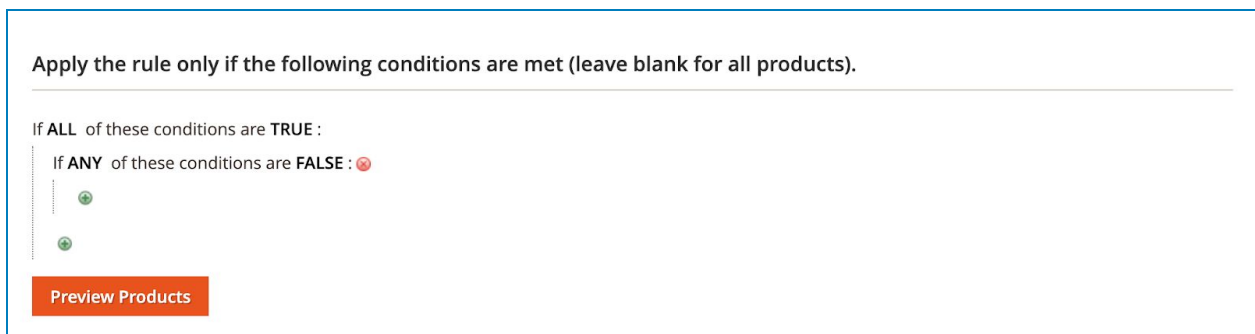 Apply the rule only if the following conditions are met (leave blank for all products).
If ALL of these conditions are TRUE :
If ANY of these conditions are FALSE :
Preview Products